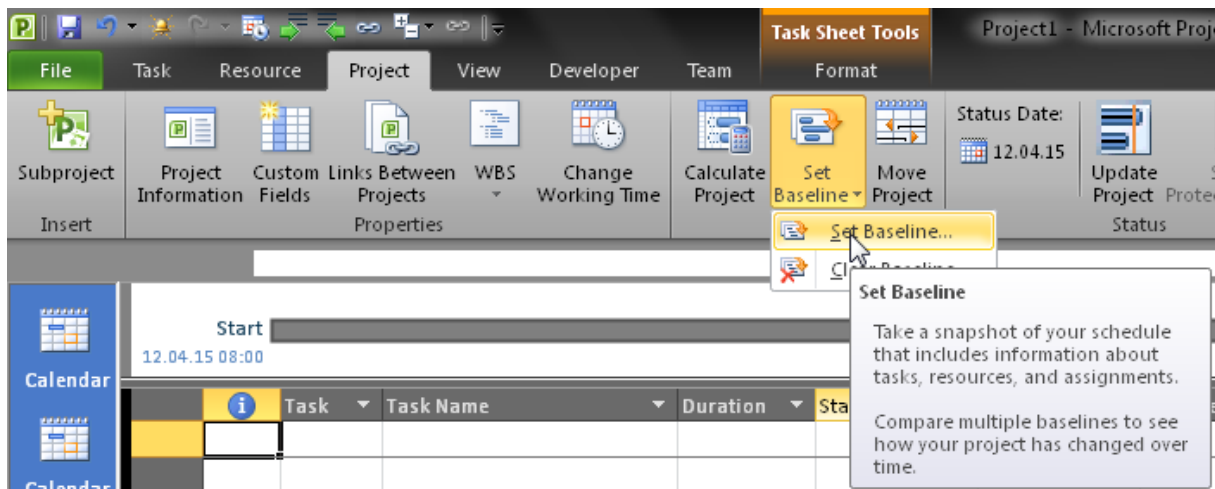 Task Sheet Tools
Project1 - Microsoft Proj
File Task Resource Project View Developer Team Format
Subproject
Project Information
Custom Fields
Links Between Projects
WBS
Change Working Time
Calculate Project
Set Baseline
Move Project
Status Date:
12.04.15
Update Project
Insert
Properties
Status
Set Baseline...
Set Baseline
Take a snapshot of your schedule
that includes information about
tasks, resources, and assignments.
Compare multiple baselines to see
how your project has changed over
time.
Start
12.04.15 08:00
Calendar
Task Task Name Duration Sta
Calendar